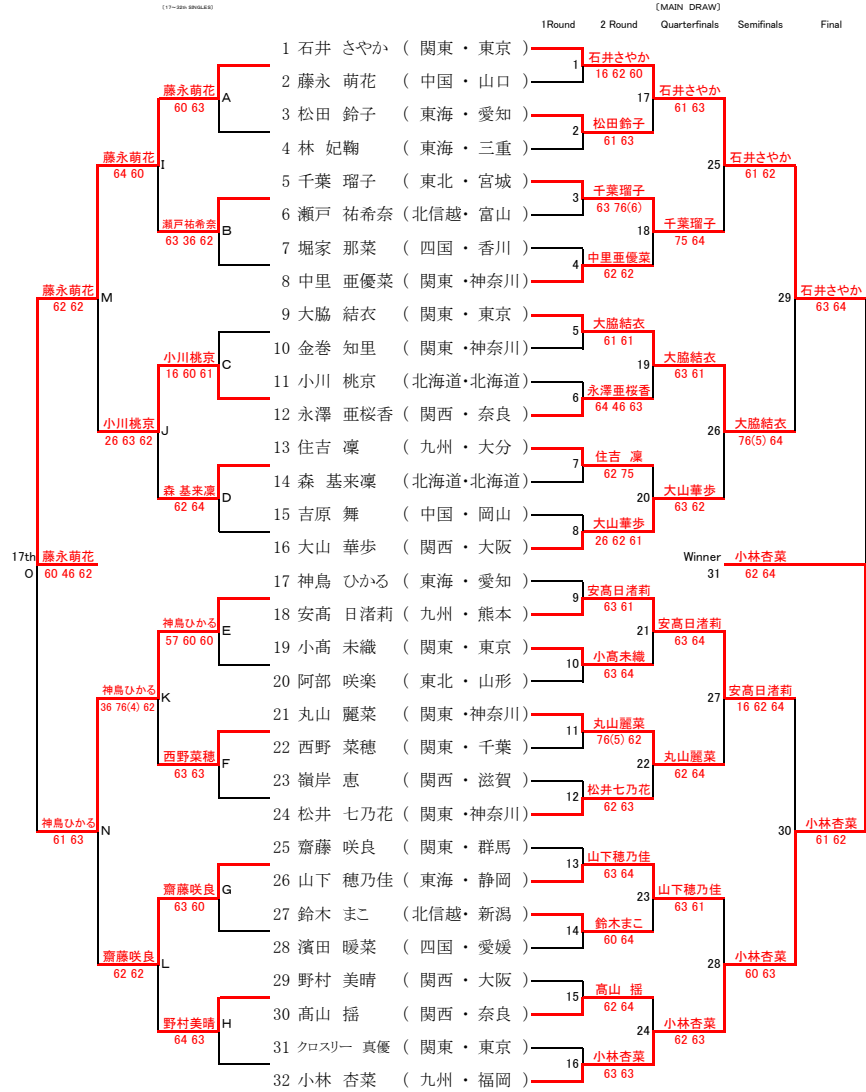 〔17−32th SINGLES〕
〔MAIN DRAW〕
1Round 2 Round Quarterfinals Semifinals Final
1 石井 さやか ( 関東 ・ 東京 )
2 藤永 萌花 ( 中国 ・ 山口 )
3 松田 鈴子 ( 東海 ・ 愛知 )
4 林 妃鞠 ( 東海 ・ 三重 )
5 千葉 瑠子 ( 東北 ・ 宮城 )
6 瀬戸 祐希奈 (北信越・ 富山 )
7 堀家 那菜 ( 四国 ・ 香川 )
8 中里 亜優菜 ( 関東 ・神奈川)
9 大脇 結衣 ( 関東 ・ 東京 )
10 金巻 知里 ( 関東 ・神奈川)
11 小川 桃京 (北海道・北海道)
12 永澤 亜桜香 ( 関西 ・ 奈良 )
13 住吉 凜 ( 九州 ・ 大分 )
14 森 基来凜 (北海道・北海道)
15 吉原 舞 ( 中国 ・ 岡山 )
16 大山 華歩 ( 関西 ・ 大阪 )
17 神鳥 ひかる ( 東海 ・ 愛知 )
18 安髙 日渚莉 ( 九州 ・ 熊本 )
19 小髙 未織 ( 関東 ・ 東京 )
20 阿部 咲楽 ( 東北 ・ 山形 )
21 丸山 麗菜 ( 関東 ・神奈川)
22 西野 菜穂 ( 関東 ・ 千葉 )
23 嶺岸 恵 ( 関西 ・ 滋賀 )
24 松井 七乃花 ( 関東 ・神奈川)
25 齋藤 咲良 ( 関東 ・ 群馬 )
26 山下 穂乃佳 ( 東海 ・ 静岡 )
27 鈴木 まこ (北信越・ 新潟 )
28 濱田 暖菜 ( 四国 ・ 愛媛 )
29 野村 美晴 ( 関西 ・ 大阪 )
30 髙山 揺 ( 関西 ・ 奈良 )
31 クロスリー 真優 ( 関東 ・ 東京 )
32 小林 杏菜 ( 九州 ・ 福岡 )
1 石井さやか
16 62 60
2 松田鈴子
61 63
3 千葉瑠子
63 76(6)
4 中里亜優菜
62 62
5 大脇結衣
61 61
6 永澤亜桜香
64 46 63
7 住吉 凜
62 75
8 大山華歩
26 62 61
9 安髙日渚莉
63 61
10 小髙未織
63 64
11 丸山麗菜
76(5) 62
12 松井七乃花
62 63
13 山下穂乃佳
63 64
14 鈴木まこ
60 64
15 髙山 揺
62 64
16 小林杏菜
63 63
17 石井さやか
61 63
18 千葉瑠子
75 64
19 大脇結衣
63 61
20 大山華歩
63 62
21 安髙日渚莉
63 64
22 丸山麗菜
62 64
23 山下穂乃佳
63 61
24 小林杏菜
62 63
25 石井さやか
61 62
26 大脇結衣
76(5) 64
27 安髙日渚莉
16 62 64
28 小林杏菜
60 63
29 石井さやか
63 64
30 小林杏菜
61 62
Winner 小林杏菜
31 62 64
藤永萌花 A
60 63
瀬戸祐希奈 B
63 36 62
小川桃京 C
16 60 61
森 基来凜 D
62 64
神鳥ひかる E
57 60 60
西野菜穂 F
63 63
齋藤咲良 G
63 60
野村美晴 H
64 63
藤永萌花 I
64 60
小川桃京 J
26 63 62
神鳥ひかる K
36 76(4) 62
齋藤咲良 L
62 62
藤永萌花 M
62 62
神鳥ひかる N
61 63
17th 藤永萌花
O 60 46 62